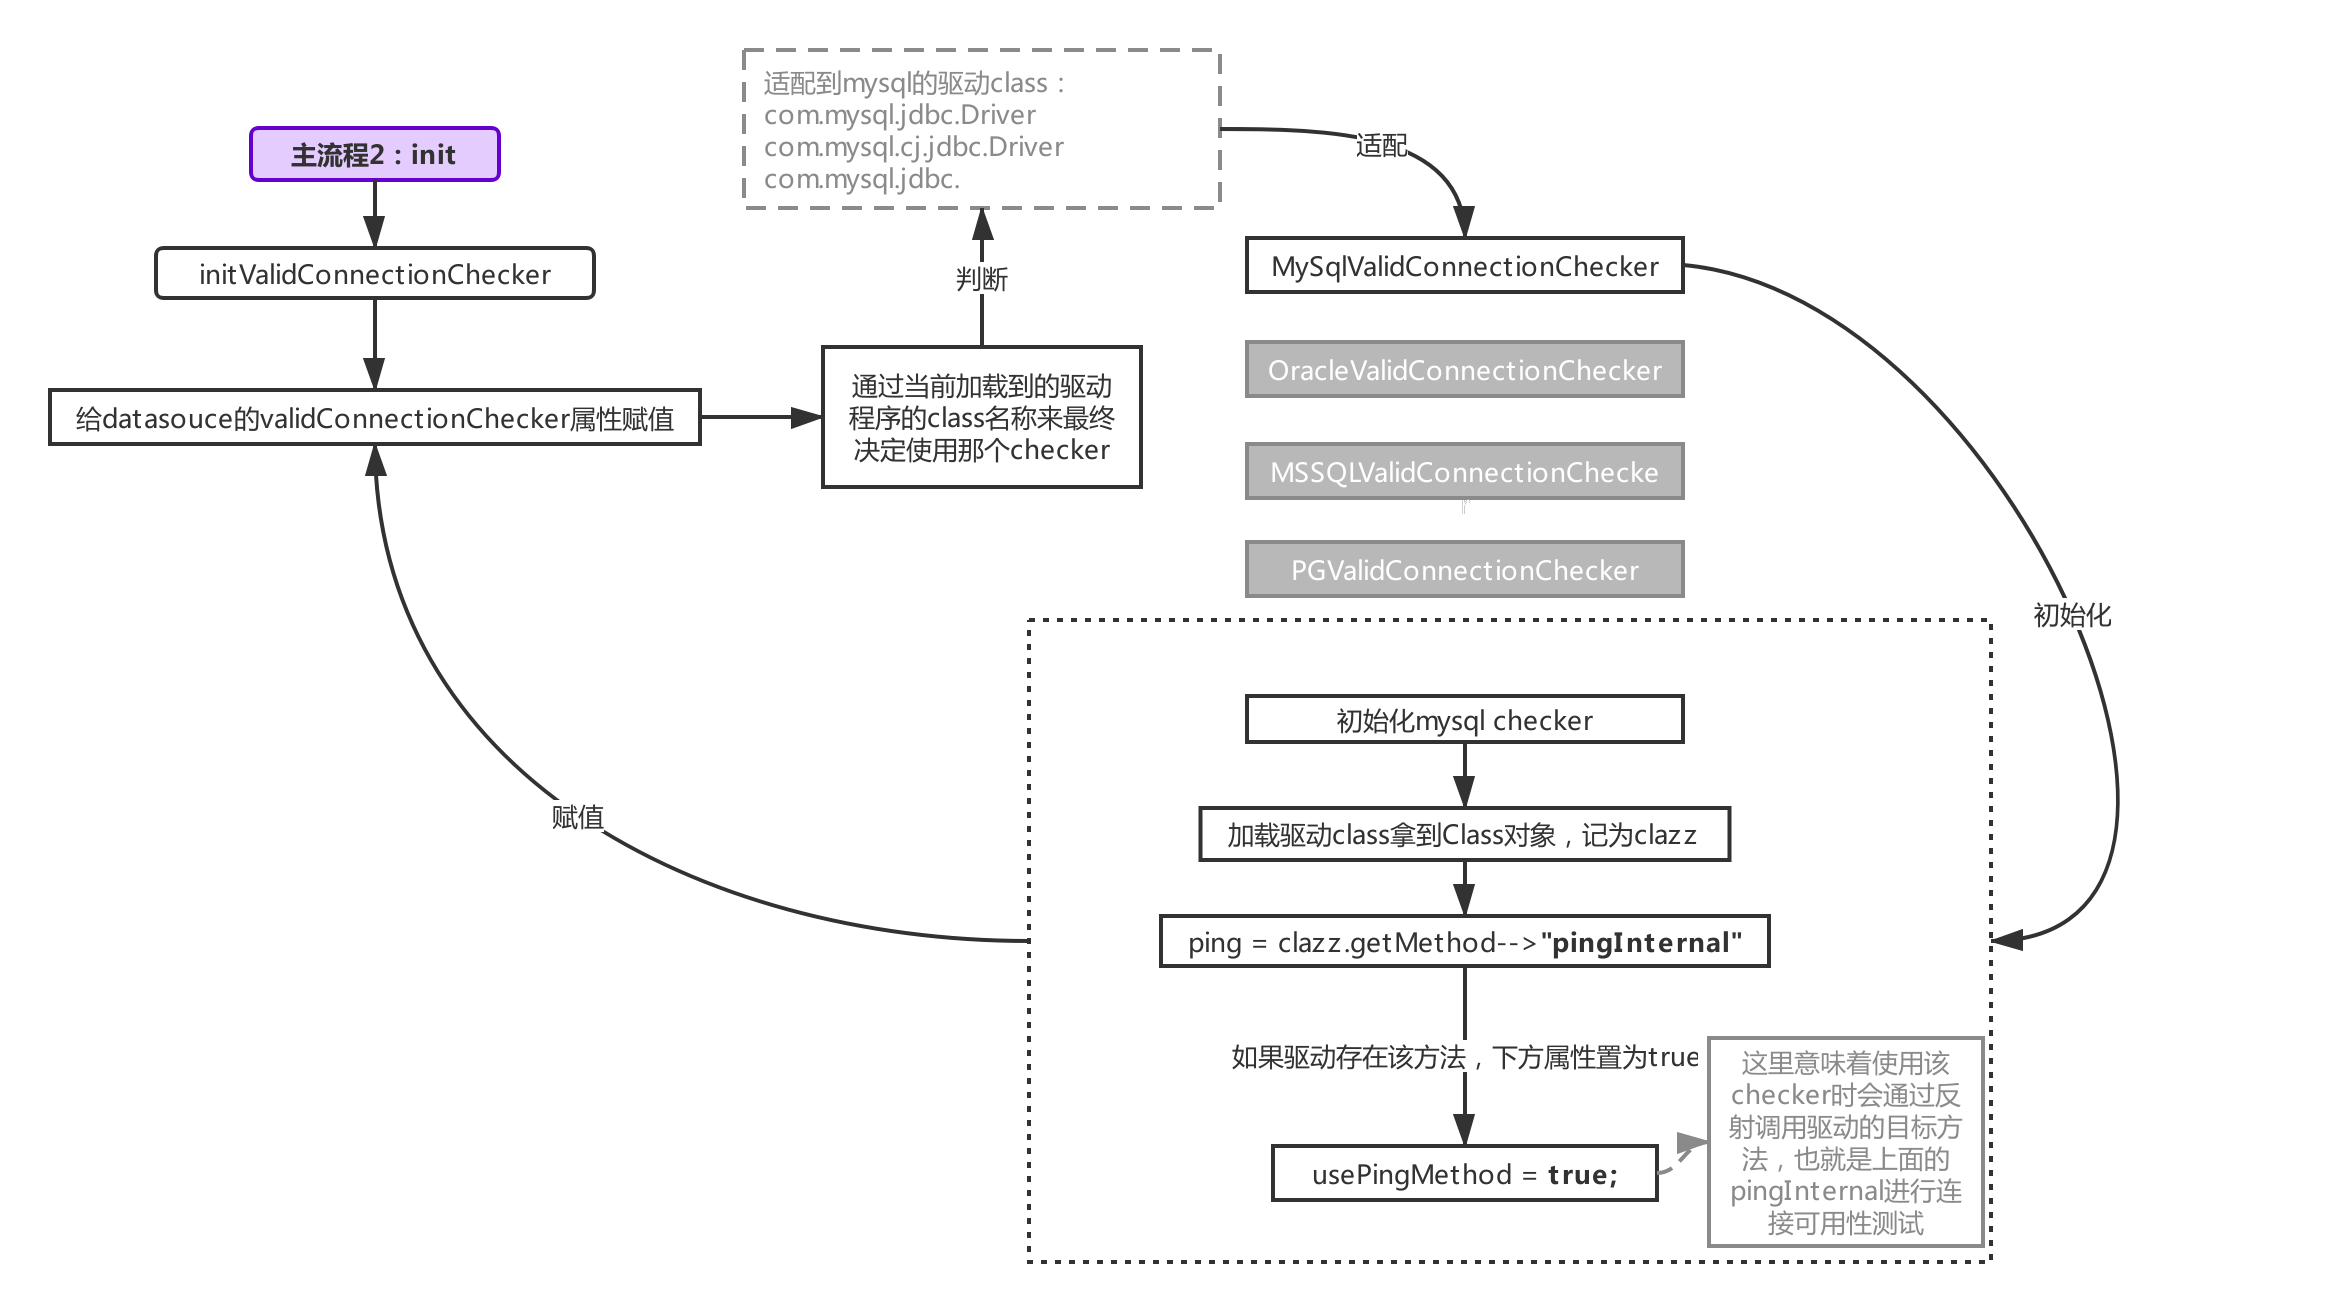 主流程2：init
initValidConnectionChecker
给datasouce的validConnectionChecker属性赋值
通过当前加载到的驱动
程序的class名称来最终
决定使用那个checker
判断
适配到mysql的驱动class：
com.mysql.jdbc.Driver
com.mysql.cj.jdbc.Driver
com.mysql.jdbc.
适配
MySqlValidConnectionChecker
OracleValidConnectionChecker
MSSQLValidConnectionChecke
r
PGValidConnectionChecker
初始化
初始化mysql checker
加载驱动class拿到Class对象，记为clazz
ping = clazz.getMethod-->"pingInternal"
如果驱动存在该方法，下方属性置为true
usePingMethod = true;
这里意味着使用该
checker时会通过反
射调用驱动的目标方
法，也就是上面的
pingInternal进行连
接可用性测试
赋值